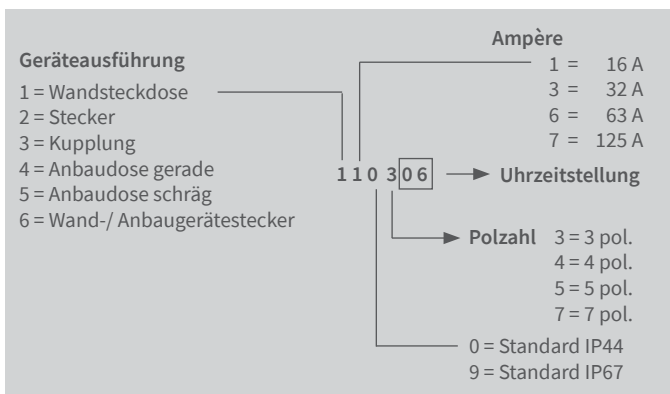 Geräteausführung
1 = Wandsteckdose
2 = Stecker
3 = Kupplung
4 = Anbaudose gerade
5 = Anbaudose schräg
6 = Wand-/ Anbaugerätestecker
Ampère
1 = 16 A
3 = 32 A
6 = 63 A
7 = 125 A
1 1 0 3 0 6
Uhrzeitstellung
Polzahl 3 = 3 pol.
4 = 4 pol.
5 = 5 pol.
7 = 7 pol.
0 = Standard IP44
9 = Standard IP67